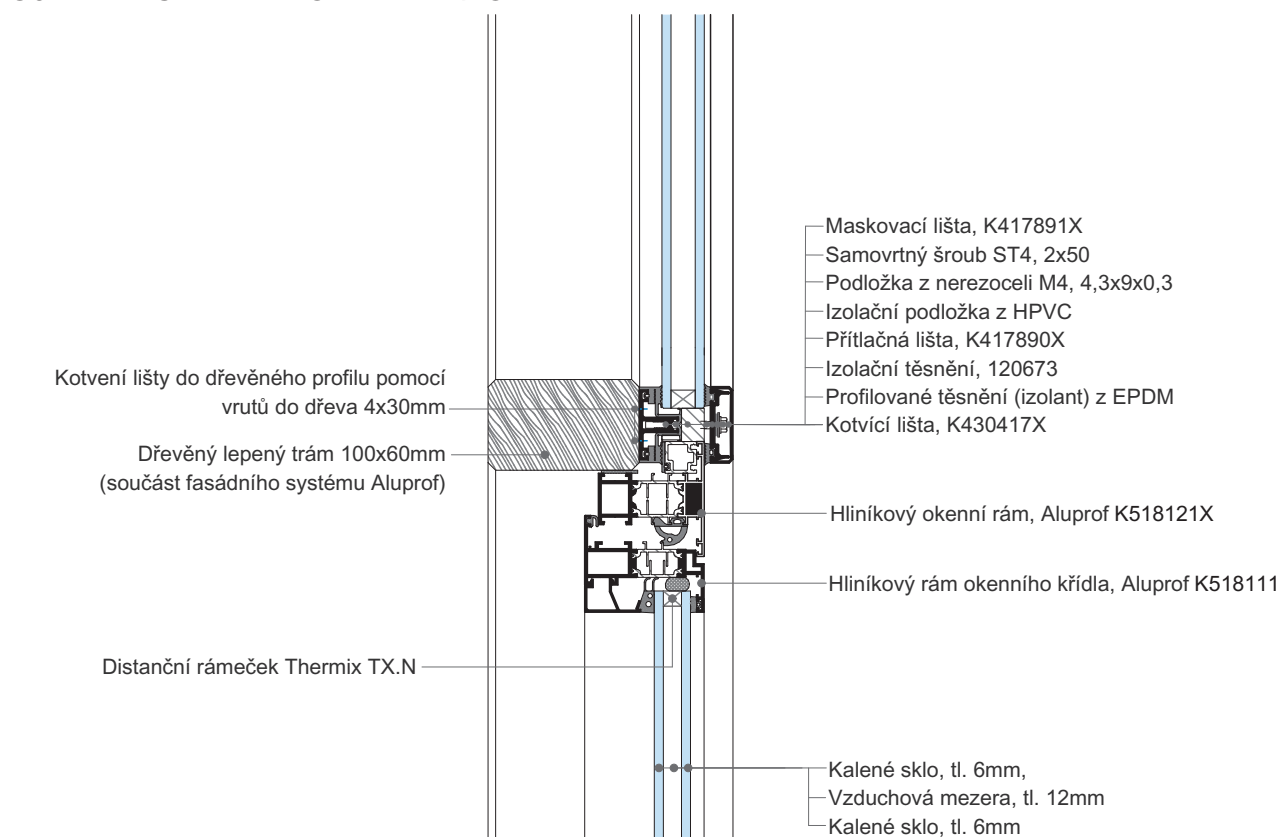 Maskovací lišta, K417891X
Samovrtný šroub ST4, 2x50
Podložka z nerezoceli M4, 4,3x9x0,3
Izolační podložka z HPVC
Přítlačná lišta, K417890X
Izolační těsnění, 120673
Profilované těsnění (izolant) z EPDM
Kotvící lišta, K430417X
Kotvení lišty do dřevěného profilu pomocí
vrutů do dřeva 4x30mm
Dřevěný lepený trám 100x60mm
(součást fasádního systému Aluprof)
Hliníkový okenní rám, Aluprof K518121X
Hliníkový rám okenního křídla, Aluprof K518111
Distanční rámeček Thermix TX.N
Kalené sklo, tl. 6mm,
Vzduchová mezera, tl. 12mm
Kalené sklo, tl. 6mm